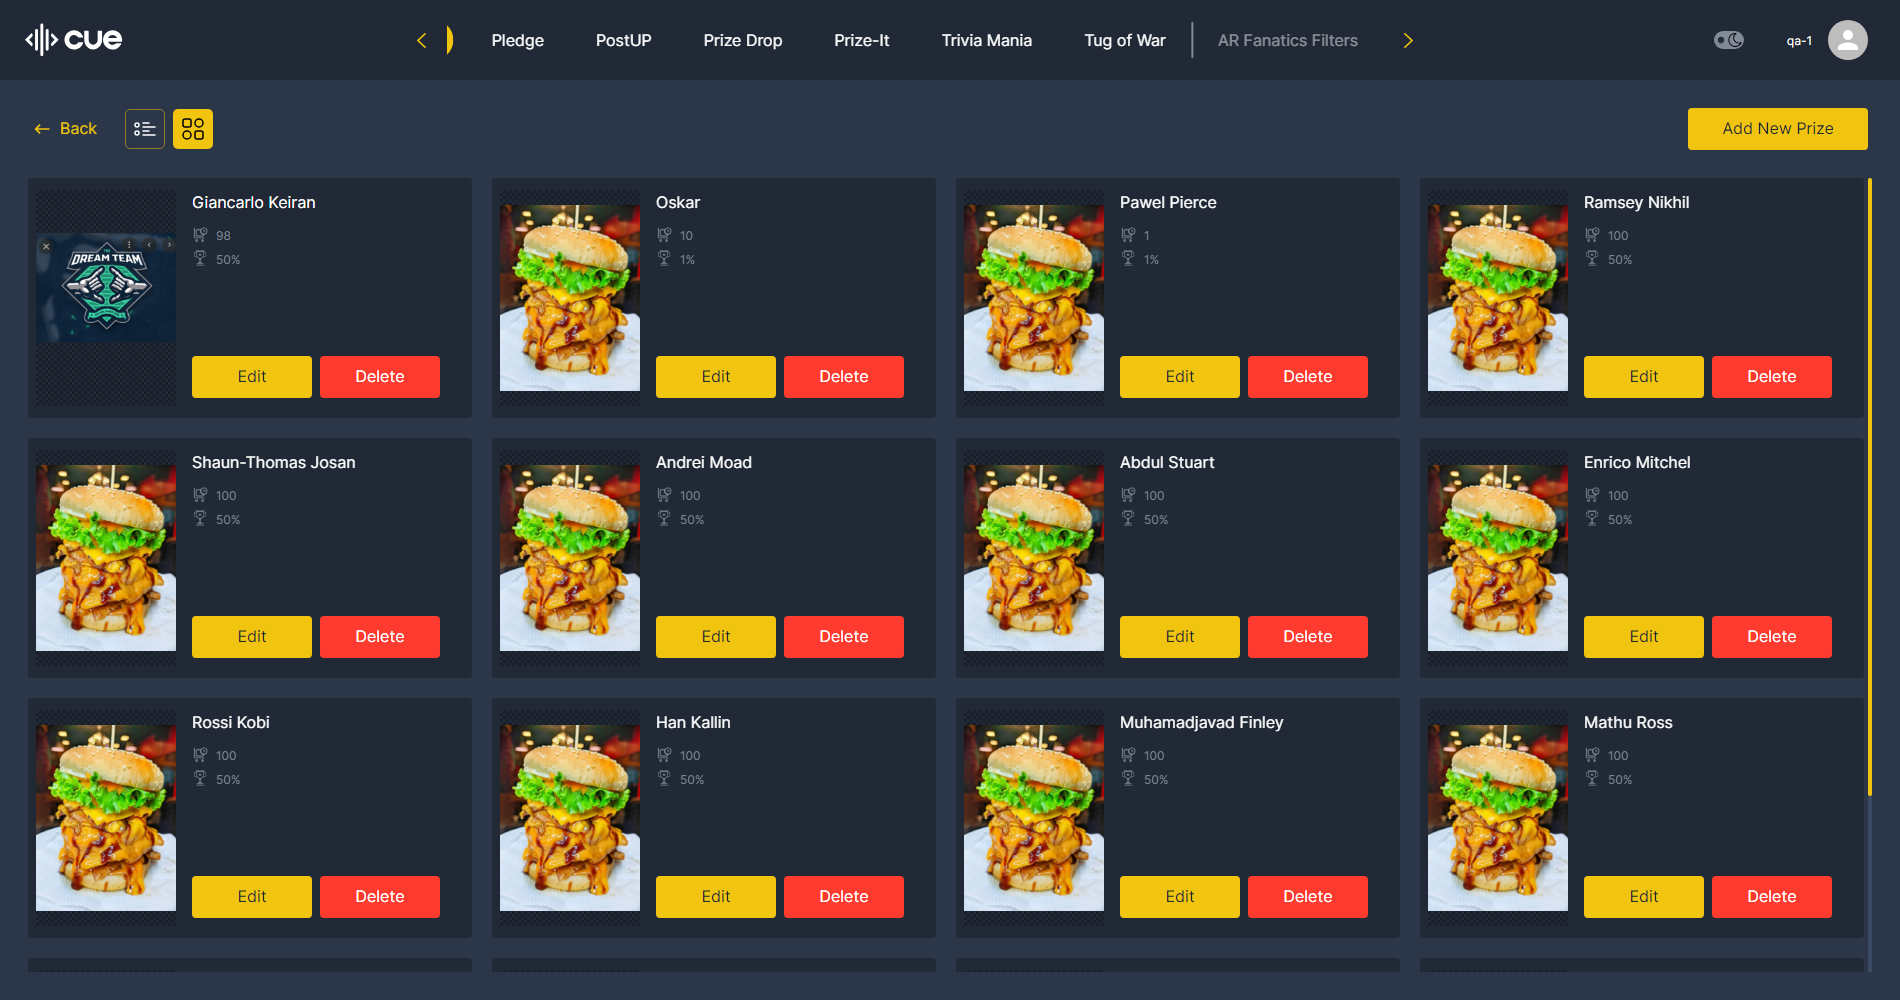 cue
Pledge
PostUP
Prize Drop
Prize-It
Trivia Mania
Tug of War
AR Fanatics Filters
qa-1
Back
Add New Prize
Giancarlo Keiran
98
50%
Edit
Delete
DREAM TEAM
Oskar
10
1%
Edit
Delete
Pawel Pierce
1
1%
Edit
Delete
Ramsey Nikhil
100
50%
Edit
Delete
Shaun-Thomas Josan
100
50%
Edit
Delete
Andrei Moad
100
50%
Edit
Delete
Abdul Stuart
100
50%
Edit
Delete
Enrico Mitchel
100
50%
Edit
Delete
Rossi Kobi
100
50%
Edit
Delete
Han Kallin
100
50%
Edit
Delete
Muhamadjavad Finley
100
50%
Edit
Delete
Mathu Ross
100
50%
Edit
Delete